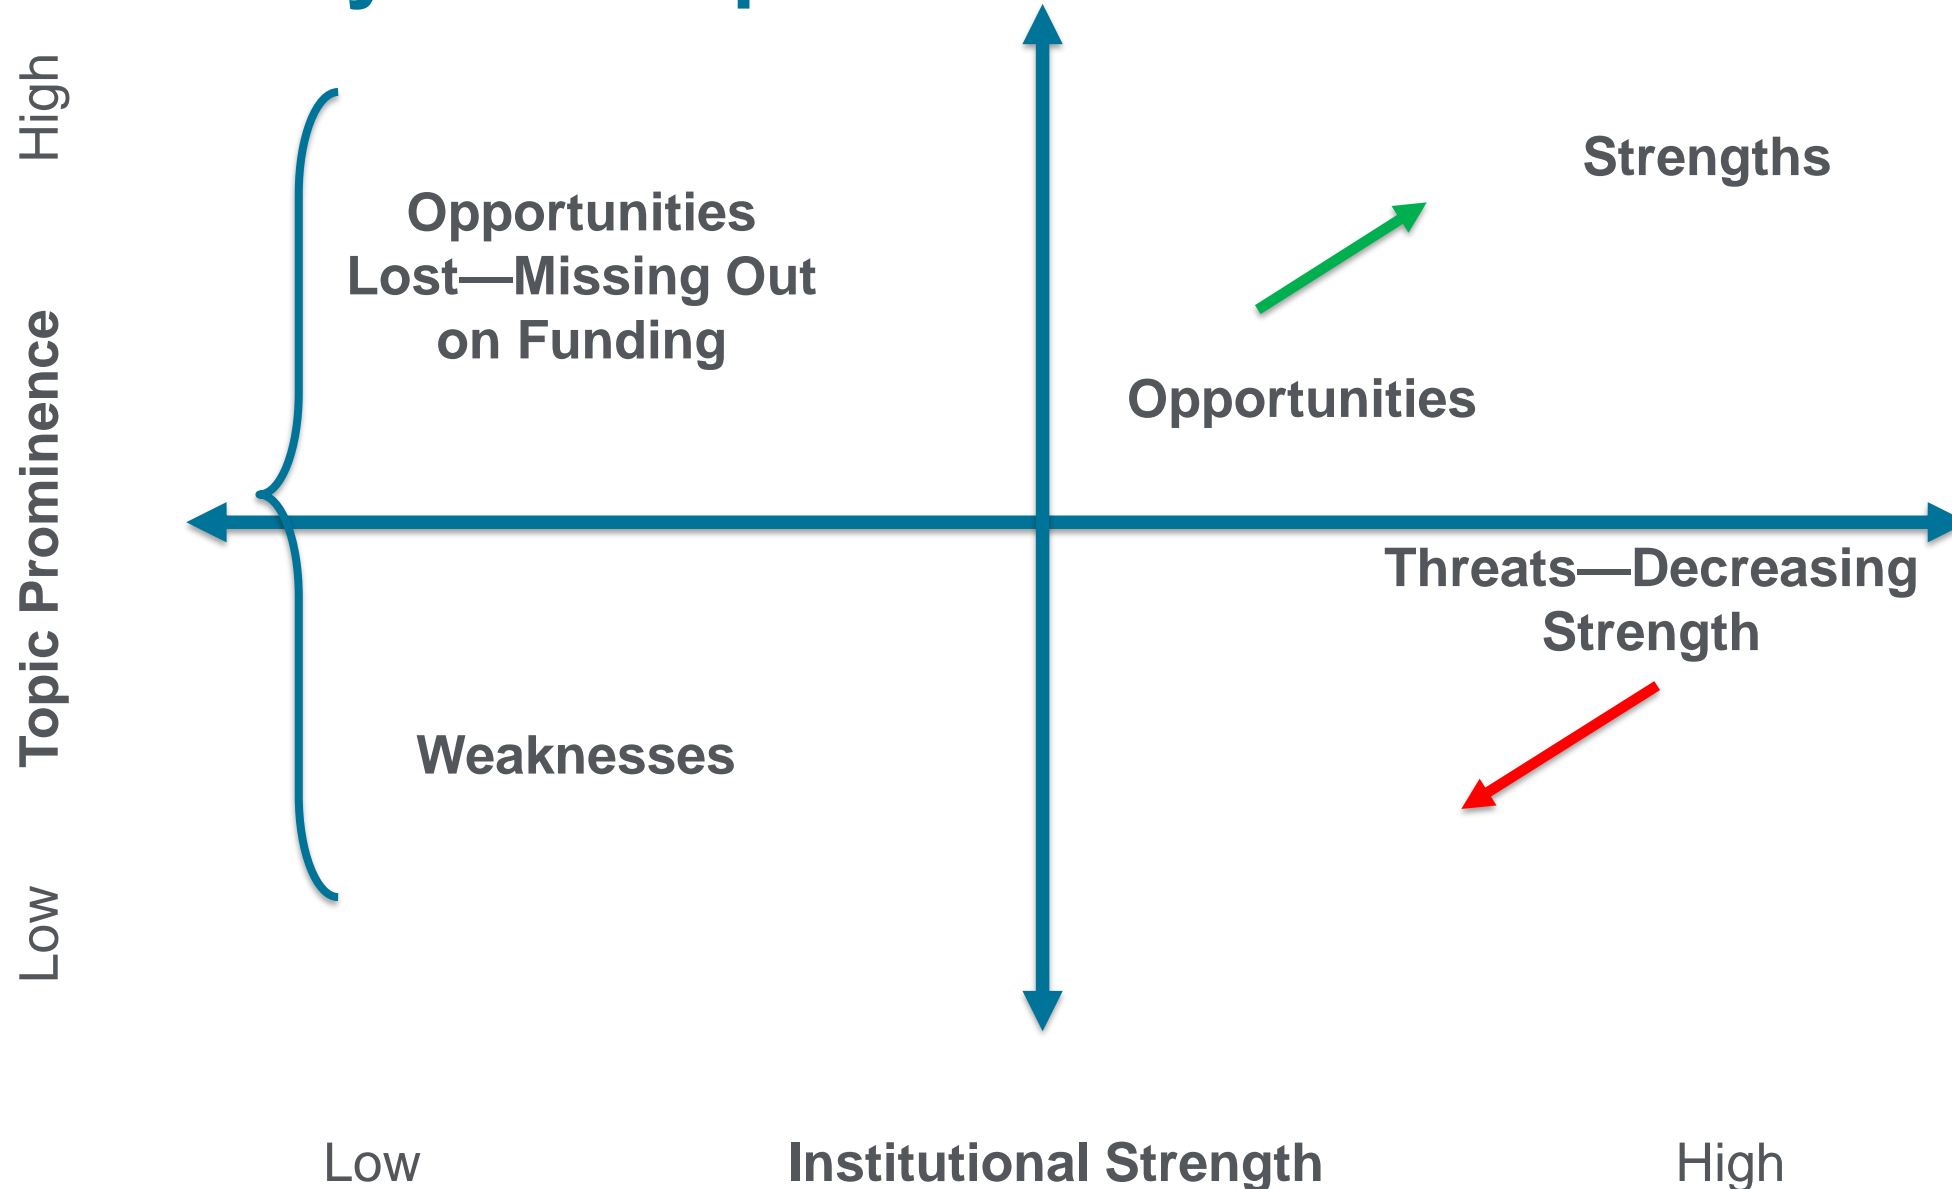 High
Strengths
Opportunities
Lost—Missing Out
on Funding
Opportunities
Topic Prominence
Threats—Decreasing
Strength
Weaknesses
Low
Low
Institutional Strength
High